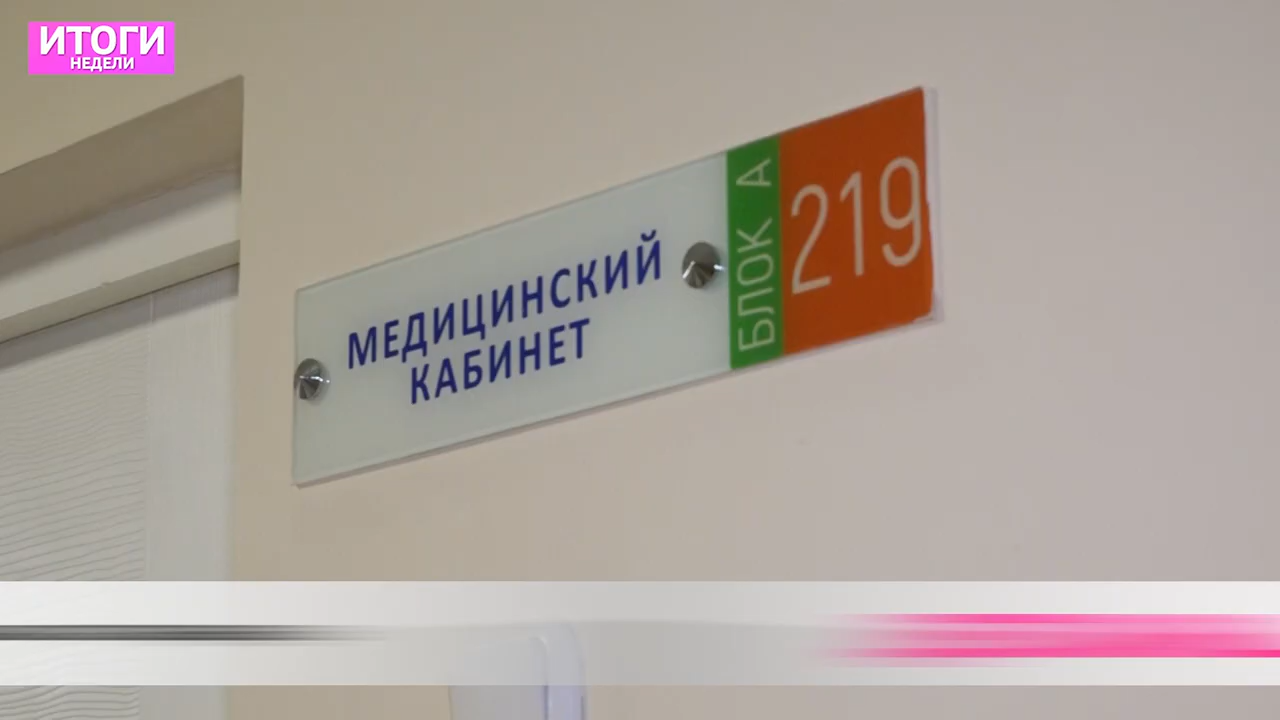 ИТОГИ
НЕДЕЛИ
МЕДИЦИНСКИЙ
КАБИНЕТ
БЛОК А
219